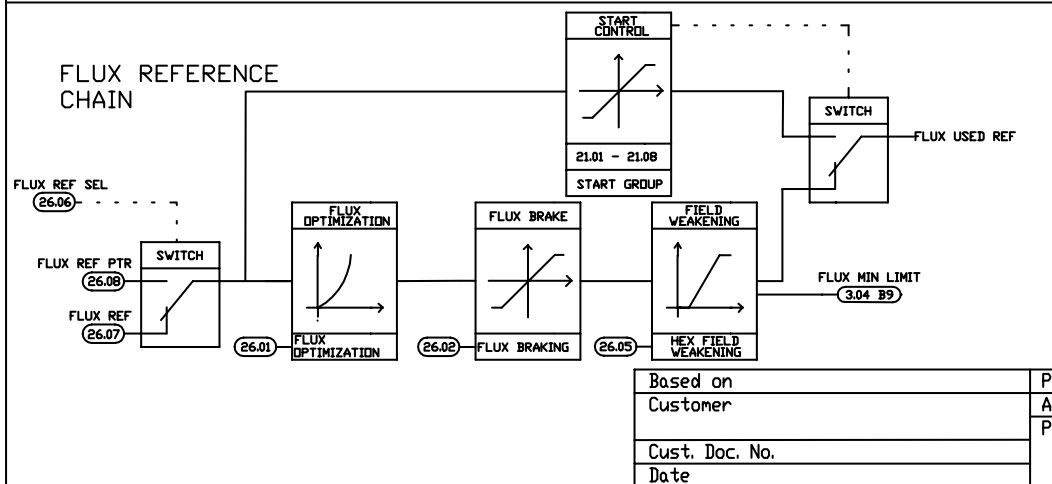 FLUX REFERENCE
CHAIN
START
CONTROL
21.01 - 21.08
START GROUP
SWITCH
FLUX USED REF
FLUX REF SEL
26.06
FLUX REF PTR
26.08
FLUX REF
26.07
SWITCH
FLUX
OPTIMIZATION
26.01
FLUX
OPTIMIZATION
FLUX BRAKE
26.02
FLUX BRAKING
FIELD
WEAKENING
26.05
HEX FIELD
WEAKENING
FLUX MIN LIMIT
3.04 B9
Based on
P
Customer
A
P
Cust. Doc. No.
Date